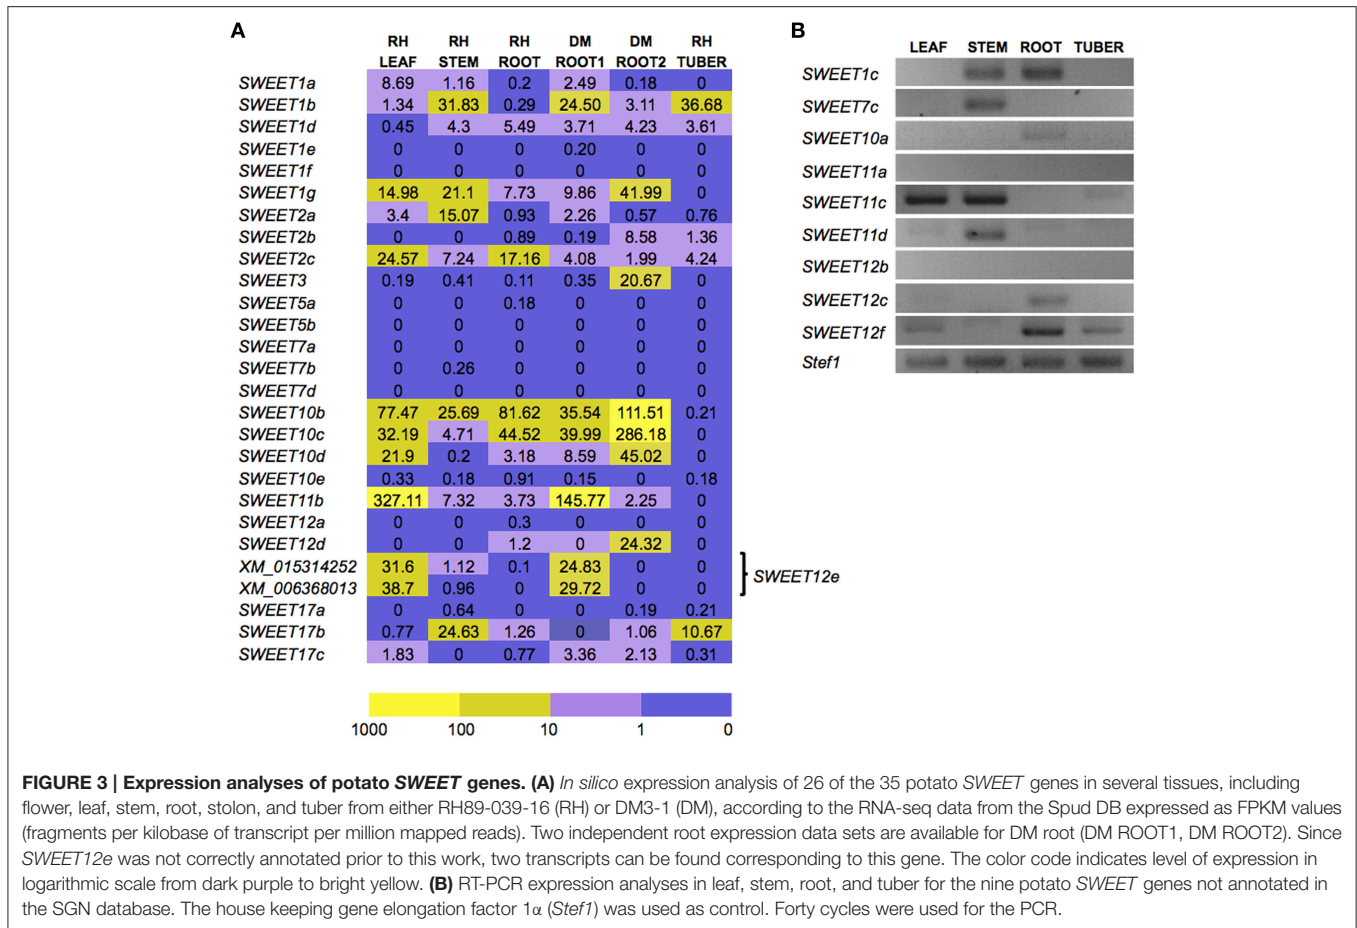 A
RH RH RH DM DM RH
LEAF STEM ROOT ROOT1 ROOT2 TUBER
SWEET1a 8.69 1.16 0.2 2.49 0.18 0
SWEET1b 1.34 31.83 0.29 24.50 3.11 36.68
SWEET1d 0.45 4.3 5.49 3.71 4.23 3.61
SWEET1e 0 0 0 0.20 0 0
SWEET1f 0 0 0 0 0 0
SWEET1g 14.98 21.1 7.73 9.86 41.99 0
SWEET2a 3.4 15.07 0.93 2.26 0.57 0.76
SWEET2b 0 0 0.89 0.19 8.58 1.36
SWEET2c 24.57 7.24 17.16 4.08 1.99 4.24
SWEET3 0.19 0.41 0.11 0.35 20.67 0
SWEET5a 0 0 0.18 0 0 0
SWEET5b 0 0 0 0 0 0
SWEET7a 0 0 0 0 0 0
SWEET7b 0 0.26 0 0 0 0
SWEET7d 0 0 0 0 0 0
SWEET10b 77.47 25.69 81.62 35.54 111.51 0.21
SWEET10c 32.19 4.71 44.52 39.99 286.18 0
SWEET10d 21.9 0.2 3.18 8.59 45.02 0
SWEET10e 0.33 0.18 0.91 0.15 0 0.18
SWEET11b 327.11 7.32 3.73 145.77 2.25 0
SWEET12a 0 0 0.3 0 0 0
SWEET12d 0 0 1.2 0 24.32 0
XM_015314252 31.6 1.12 0.1 24.83 0 0
XM_006368013 38.7 0.96 0 29.72 0 0
SWEET12e
SWEET17a 0 0.64 0 0 0.19 0.21
SWEET17b 0.77 24.63 1.26 0 1.06 10.67
SWEET17c 1.83 0 0.77 3.36 2.13 0.31
1000 100 10 1 0
B
LEAF STEM ROOT TUBER
SWEET1c
SWEET7c
SWEET10a
SWEET11a
SWEET11c
SWEET11d
SWEET12b
SWEET12c
SWEET12f
Stef1
FIGURE 3 | Expression analyses of potato SWEET genes. (A) In silico expression analysis of 26 of the 35 potato SWEET genes in several tissues, including
flower, leaf, stem, root, stolon, and tuber from either RH89-039-16 (RH) or DM3-1 (DM), according to the RNA-seq data from the Spud DB expressed as FPKM values
(fragments per kilobase of transcript per million mapped reads). Two independent root expression data sets are available for DM root (DM ROOT1, DM ROOT2). Since
SWEET12e was not correctly annotated prior to this work, two transcripts can be found corresponding to this gene. The color code indicates level of expression in
logarithmic scale from dark purple to bright yellow. (B) RT-PCR expression analyses in leaf, stem, root, and tuber for the nine potato SWEET genes not annotated in
the SGN database. The house keeping gene elongation factor 1α (Stef1) was used as control. Forty cycles were used for the PCR.